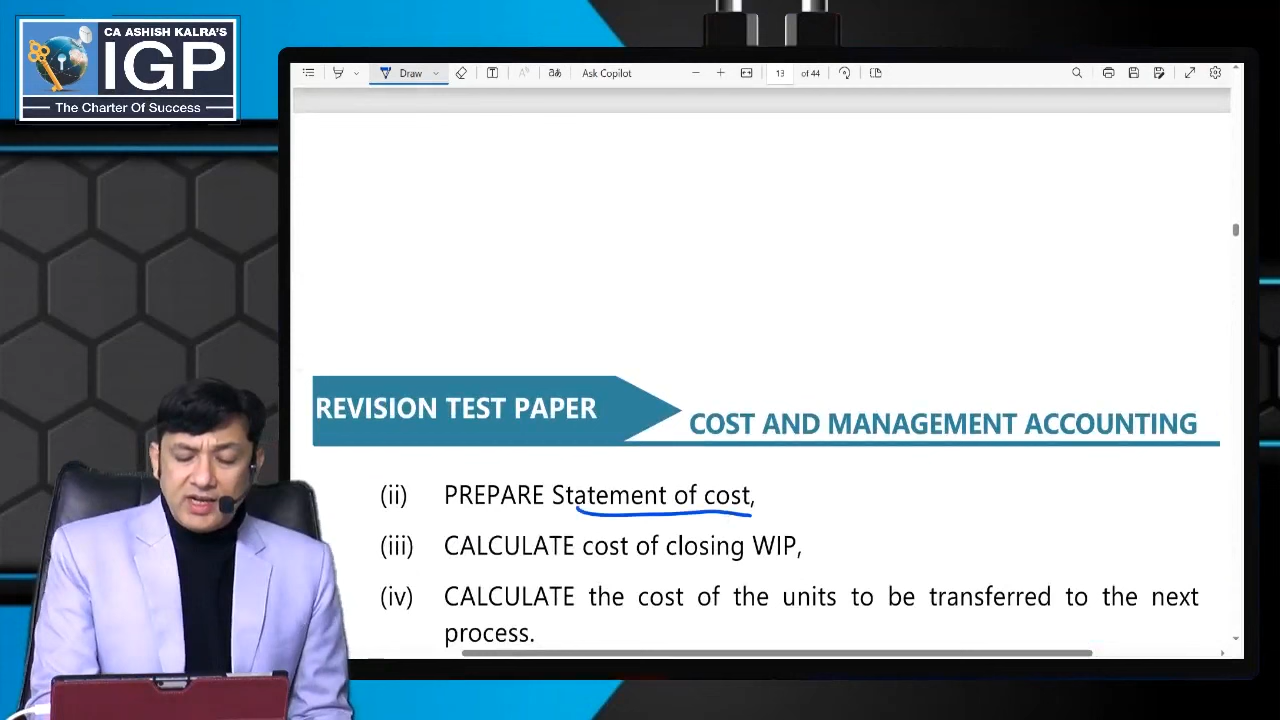 CA ASHISH KALRA'S
IGP
The Charter Of Success
Draw
Ask Copilot
13 of 44
REVISION TEST PAPER
COST AND MANAGEMENT ACCOUNTING
(ii) PREPARE Statement of cost,
(iii) CALCULATE cost of closing WIP,
(iv) CALCULATE the cost of the units to be transferred to the next
process.